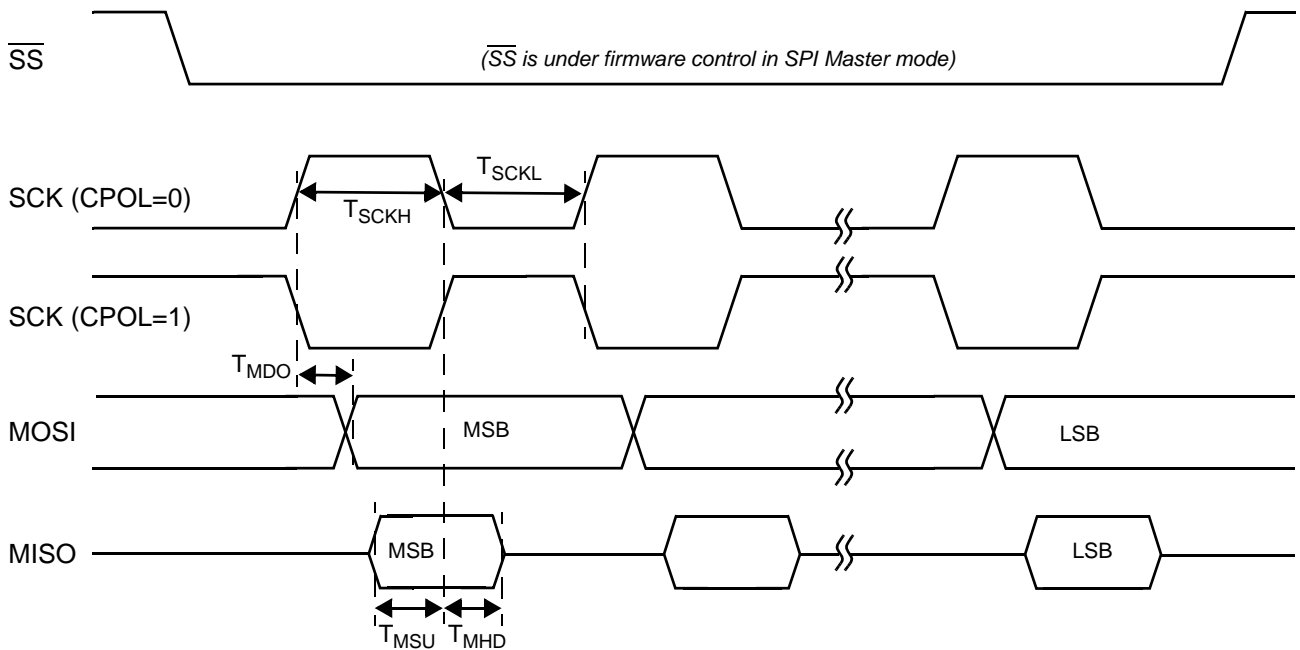 SS
(SS is under firmware control in SPI Master mode)
TSCKL
SCK (CPOL=0)
TSCKH
SCK (CPOL=1)
TMDO
MOSI
MSB
LSB
MISO
MSB
LSB
TMSU
TMHD